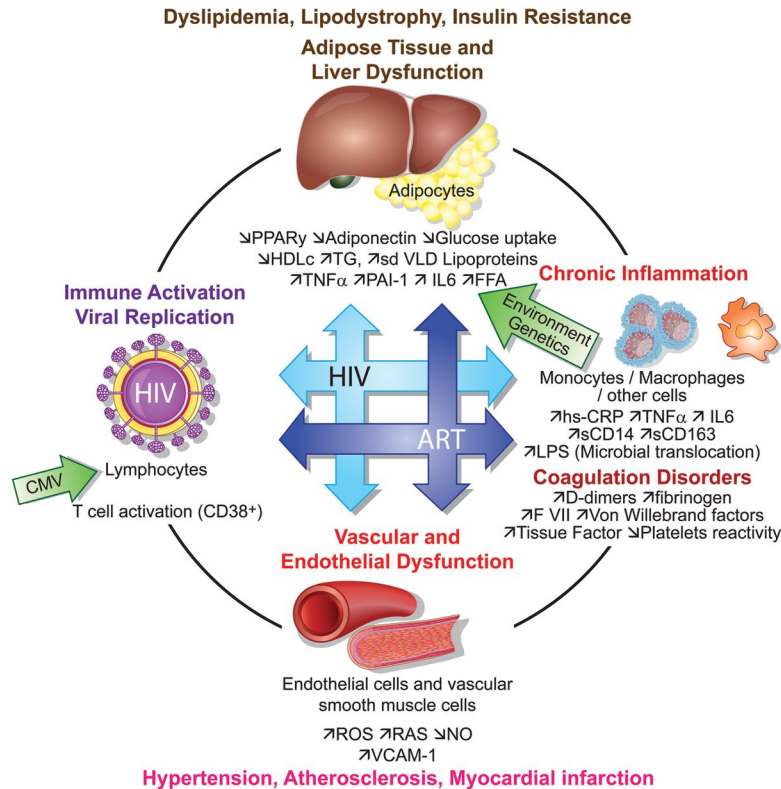 Dyslipidemia, Lipodystrophy, Insulin Resistance
Adipose Tissue and
Liver Dysfunction
Adipocytes
↘PPARy ↘Adiponectin ↘Glucose uptake
↘HDLc ↗TG, ↗sd VLD Lipoproteins
↗TNFα ↗PAI-1 ↗ IL6 ↗FFA
Immune Activation
Viral Replication
HIV
CMV
Lymphocytes
T cell activation (CD38+)
HIV
ART
Environment
Genetics
Chronic Inflammation
Monocytes / Macrophages
/ other cells
↗hs-CRP ↗TNFα ↗ IL6
↗sCD14 ↗sCD163
↗LPS (Microbial translocation)
Coagulation Disorders
↗D-dimers ↗fibrinogen
↗F VII ↗Von Willebrand factors
↗Tissue Factor ↘Platelets reactivity
Vascular and
Endothelial Dysfunction
Endothelial cells and vascular
smooth muscle cells
↗ROS ↗RAS ↘NO
↗VCAM-1
Hypertension, Atherosclerosis, Myocardial infarction